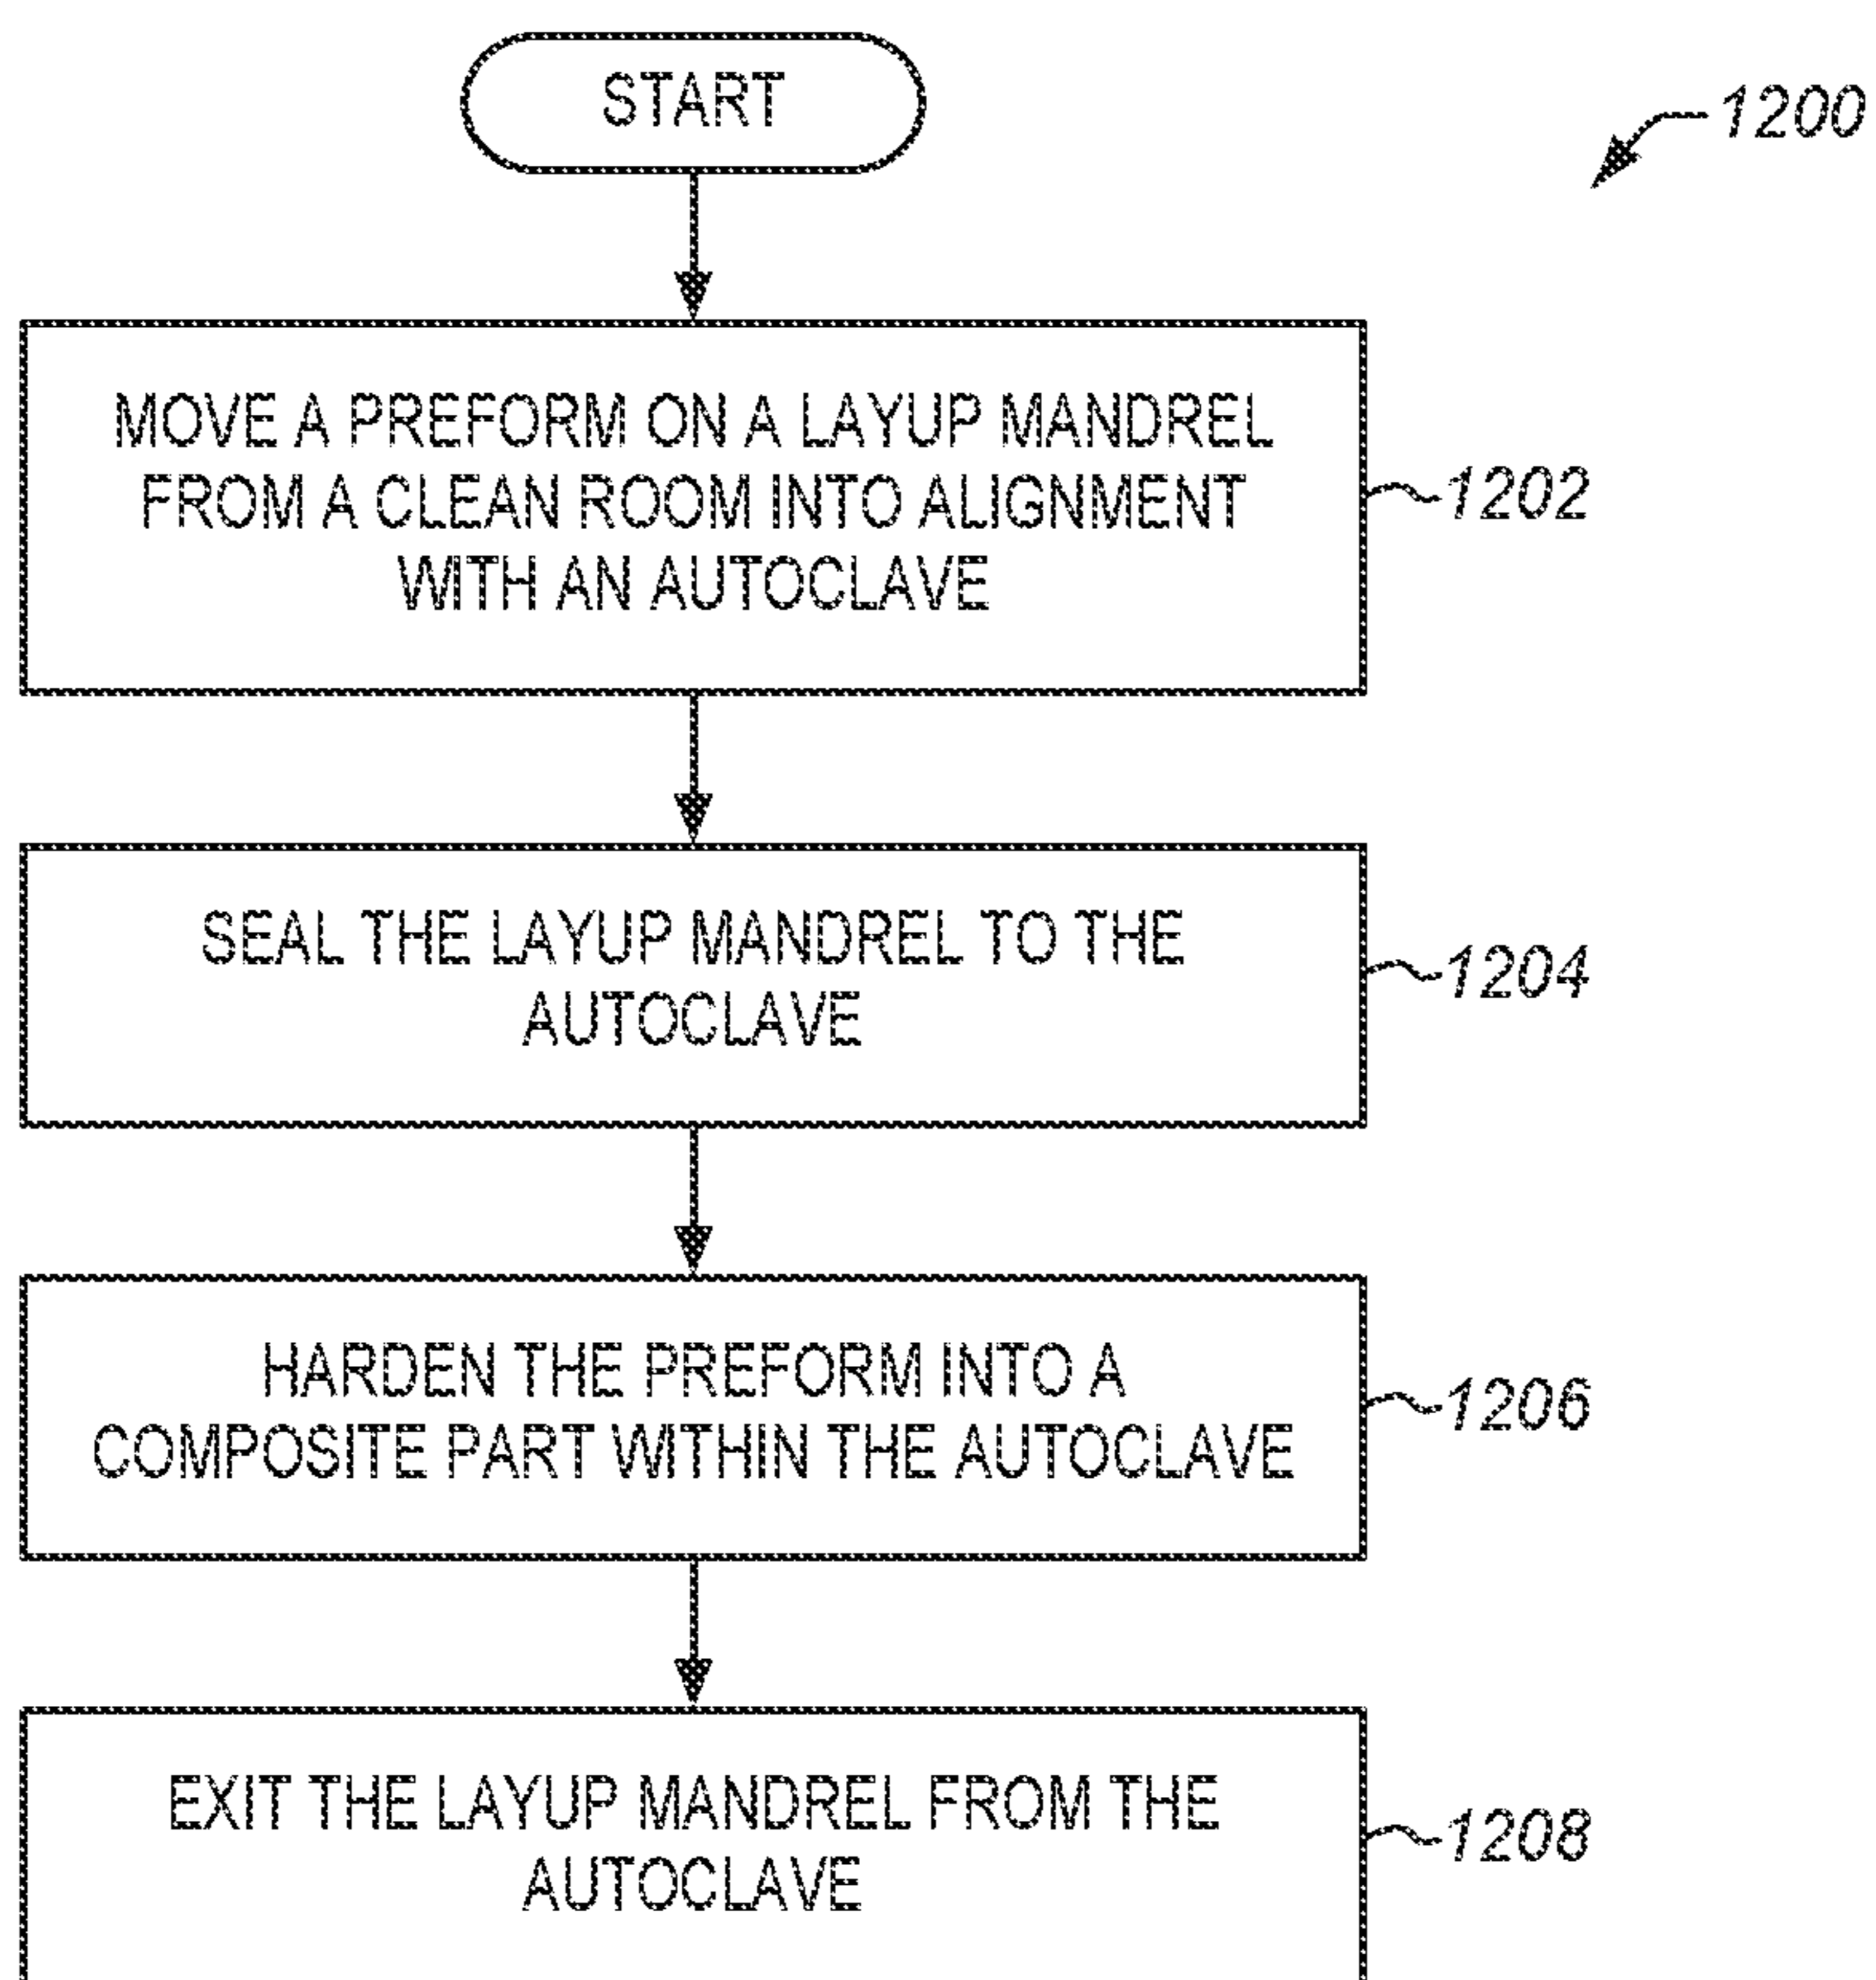 START
1200
MOVE A PREFORM ON A LAYUP MANDREL
FROM A CLEAN ROOM INTO ALIGNMENT
WITH AN AUTOCLAVE
1202
SEAL THE LAYUP MANDREL TO THE
AUTOCLAVE
1204
HARDEN THE PREFORM INTO A
COMPOSITE PART WITHIN THE AUTOCLAVE
1206
EXIT THE LAYUP MANDREL FROM THE
AUTOCLAVE
1208